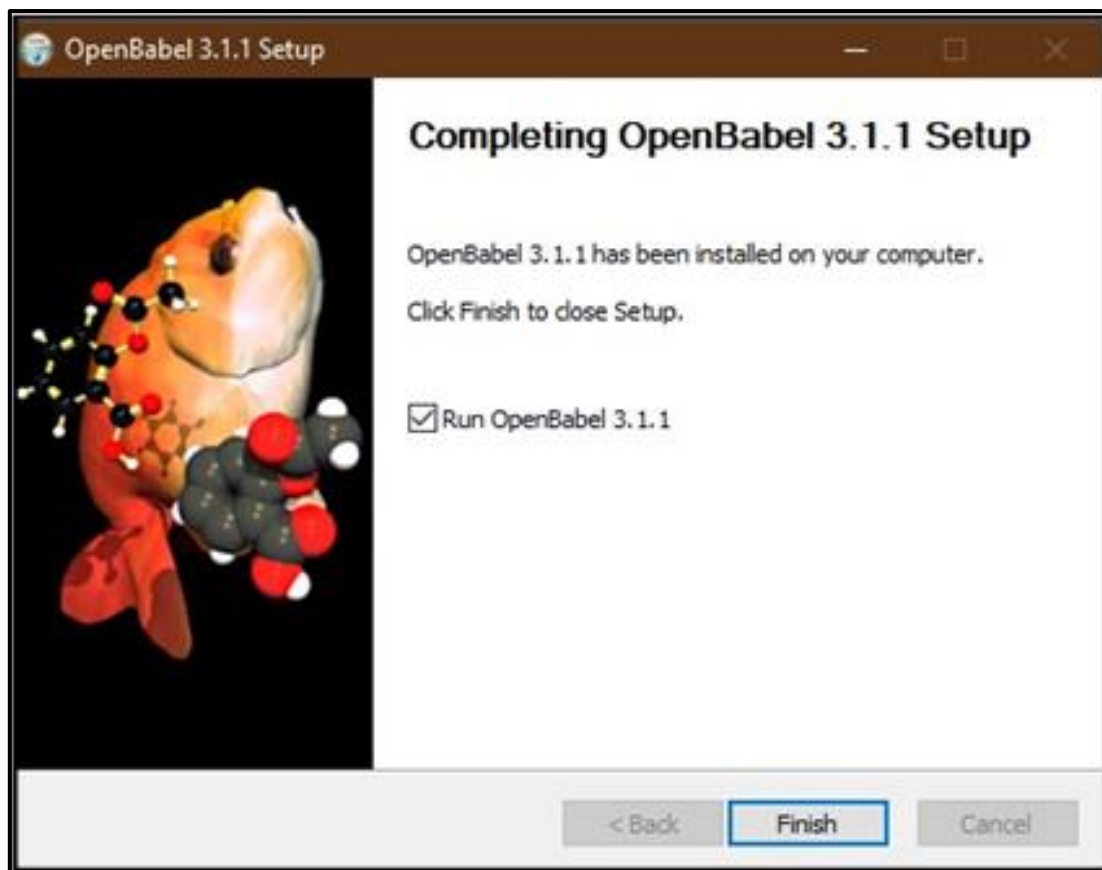 OpenBabel 3.1.1 Setup
Completing OpenBabel 3.1.1 Setup
OpenBabel 3.1.1 has been installed on your computer.
Click Finish to close Setup.
Run OpenBabel 3.1.1
< Back
Finish
Cancel